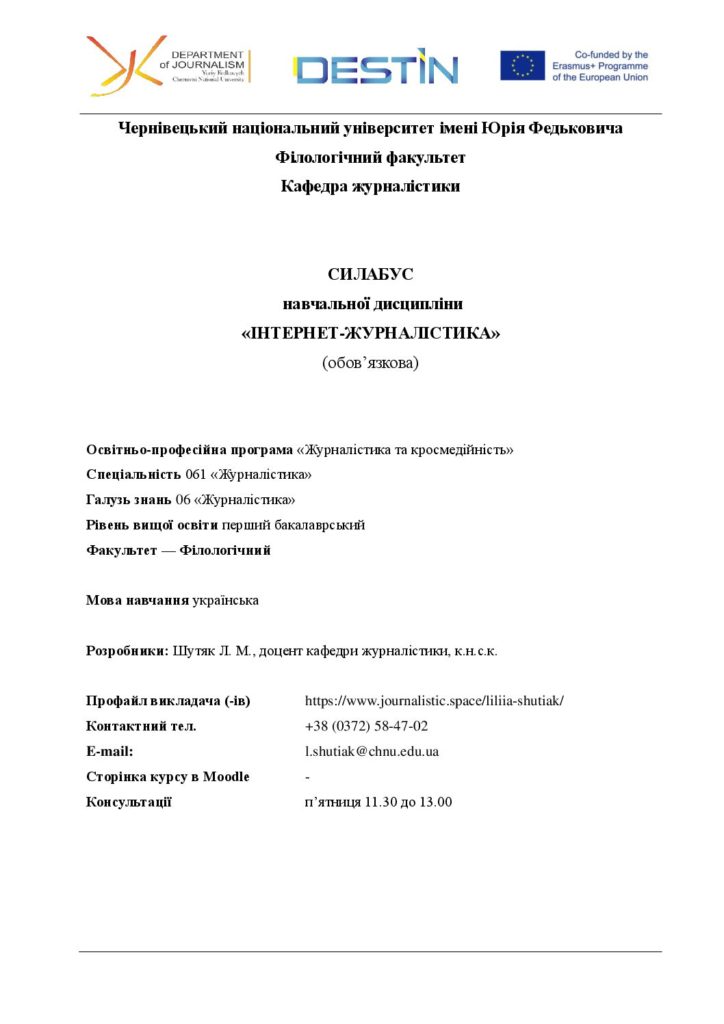 DEPARTMENT
of JOURNALISM
Yuriy Fedkovych
Chernivtsi National University
DESTIN
Co-funded by the
Erasmus+ Programme
of the European Union
Чернівецький національний університет імені Юрія Федьковича
Філологічний факультет
Кафедра журналістики
СИЛАБУС
навчальної дисципліни
«ІНТЕРНЕТ-ЖУРНАЛІСТИКА»
(обов’язкова)
Освітньо-професійна програма «Журналістика та кросмедійність»
Спеціальність 061 «Журналістика»
Галузь знань 06 «Журналістика»
Рівень вищої освіти перший бакалаврський
Факультет — Філологічний
Мова навчання українська
Розробники: Шутяк Л. М., доцент кафедри журналістики, к.н.с.к.
Профайл викладача (-ів) https://www.journalistic.space/liliia-shutiak/
Контактний тел. +38 (0372) 58-47-02
E-mail: l.shutiak@chnu.edu.ua
Сторінка курсу в Moodle -
Консультації п’ятниця 11.30 до 13.00